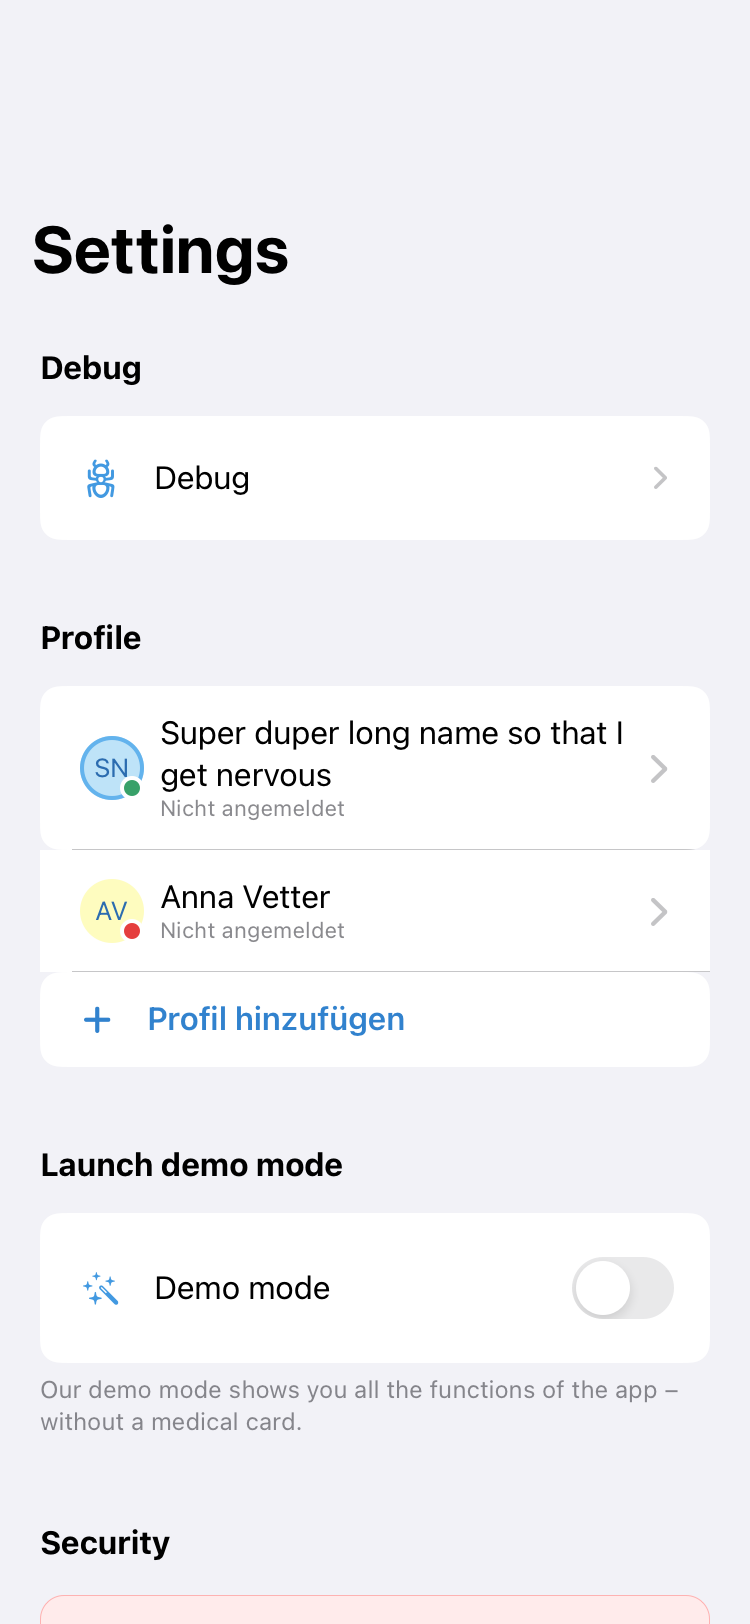 Settings
Debug
Debug
Profile
SN
Super duper long name so that I
get nervous
Nicht angemeldet
AV
Anna Vetter
Nicht angemeldet
Profil hinzufügen
Launch demo mode
Demo mode
Our demo mode shows you all the functions of the app –
without a medical card.
Security